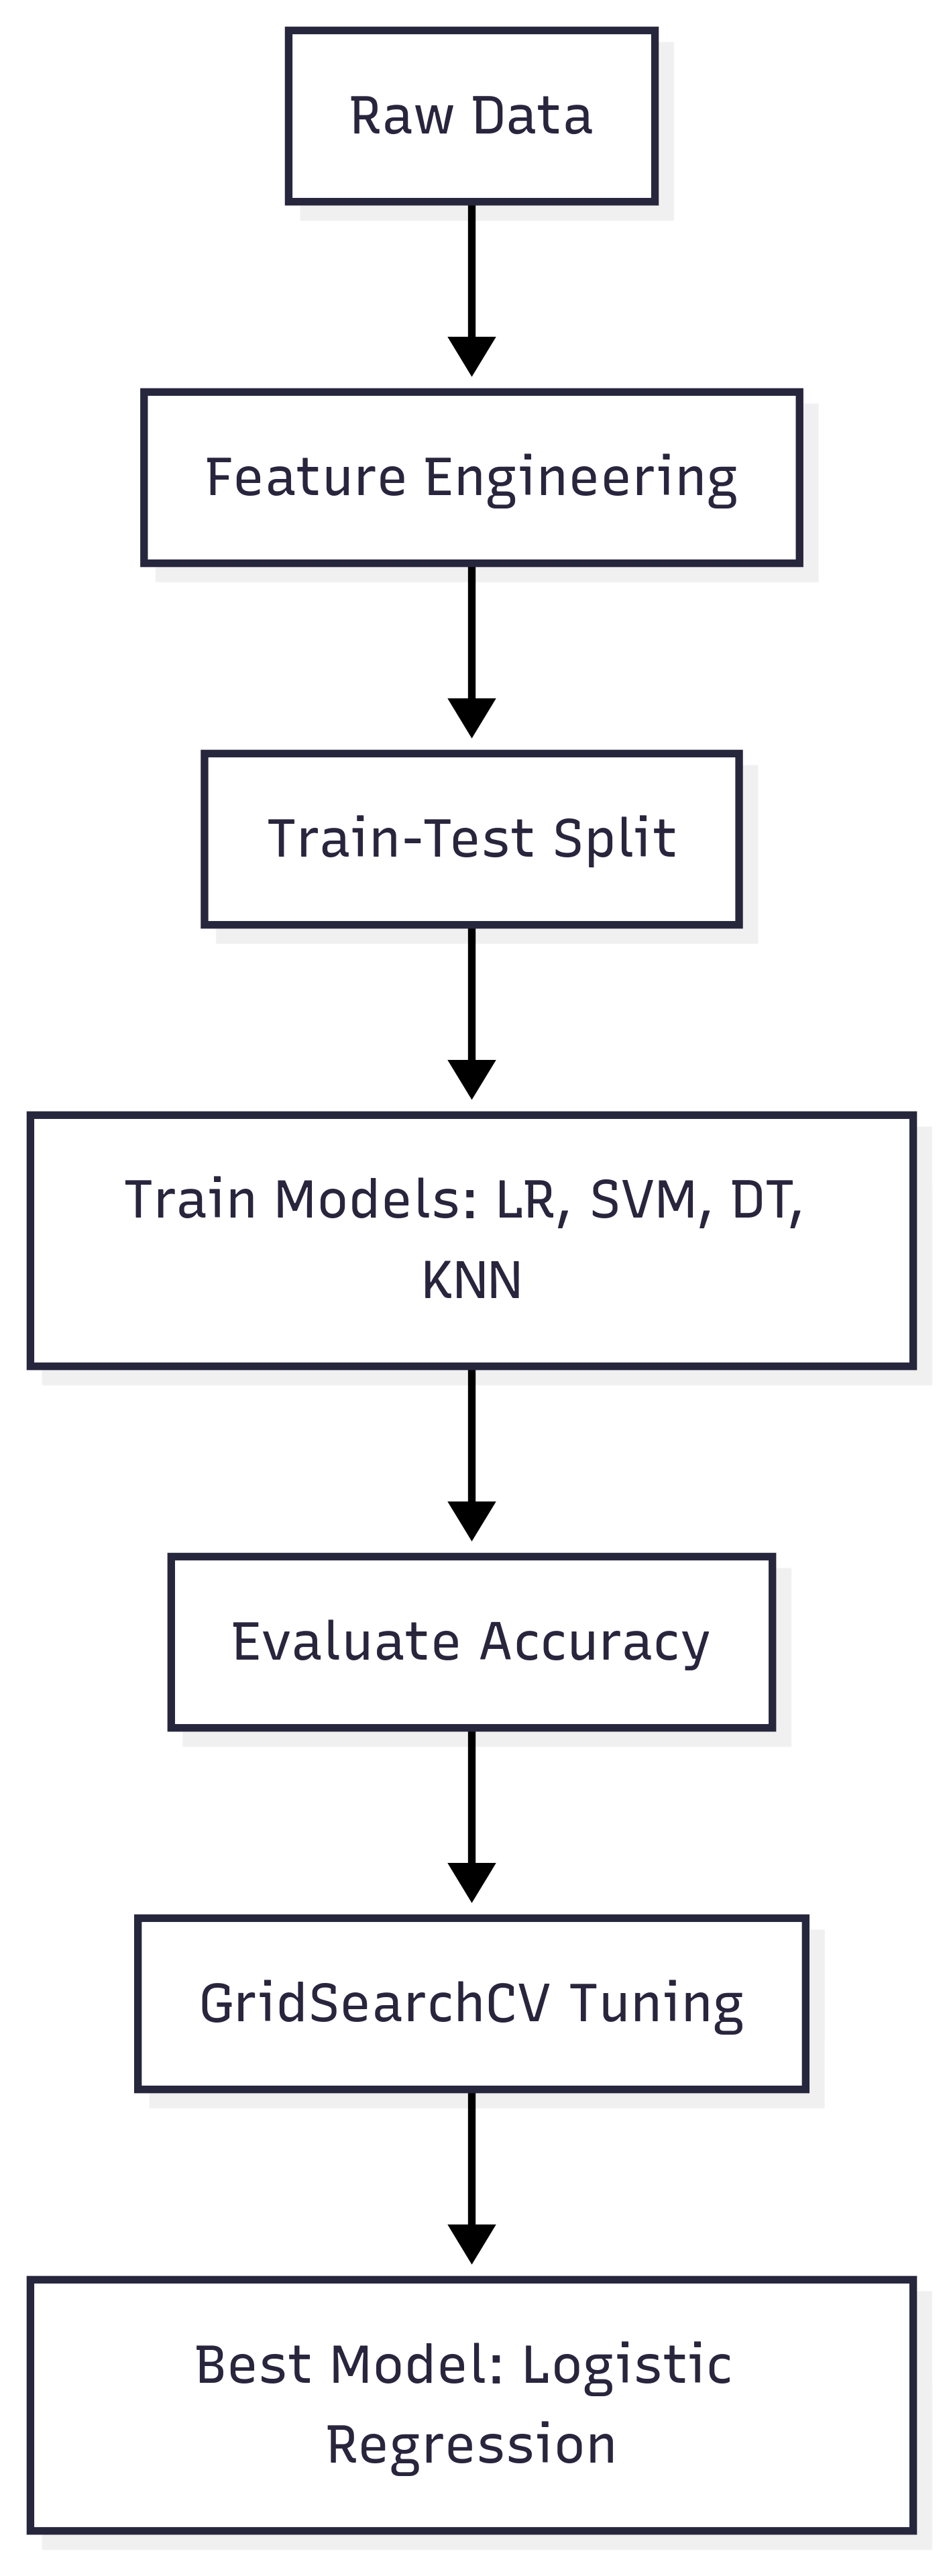 Raw Data
Feature Engineering
Train-Test Split
Train Models: LR, SVM, DT,
KNN
Evaluate Accuracy
GridSearchCV Tuning
Best Model: Logistic
Regression